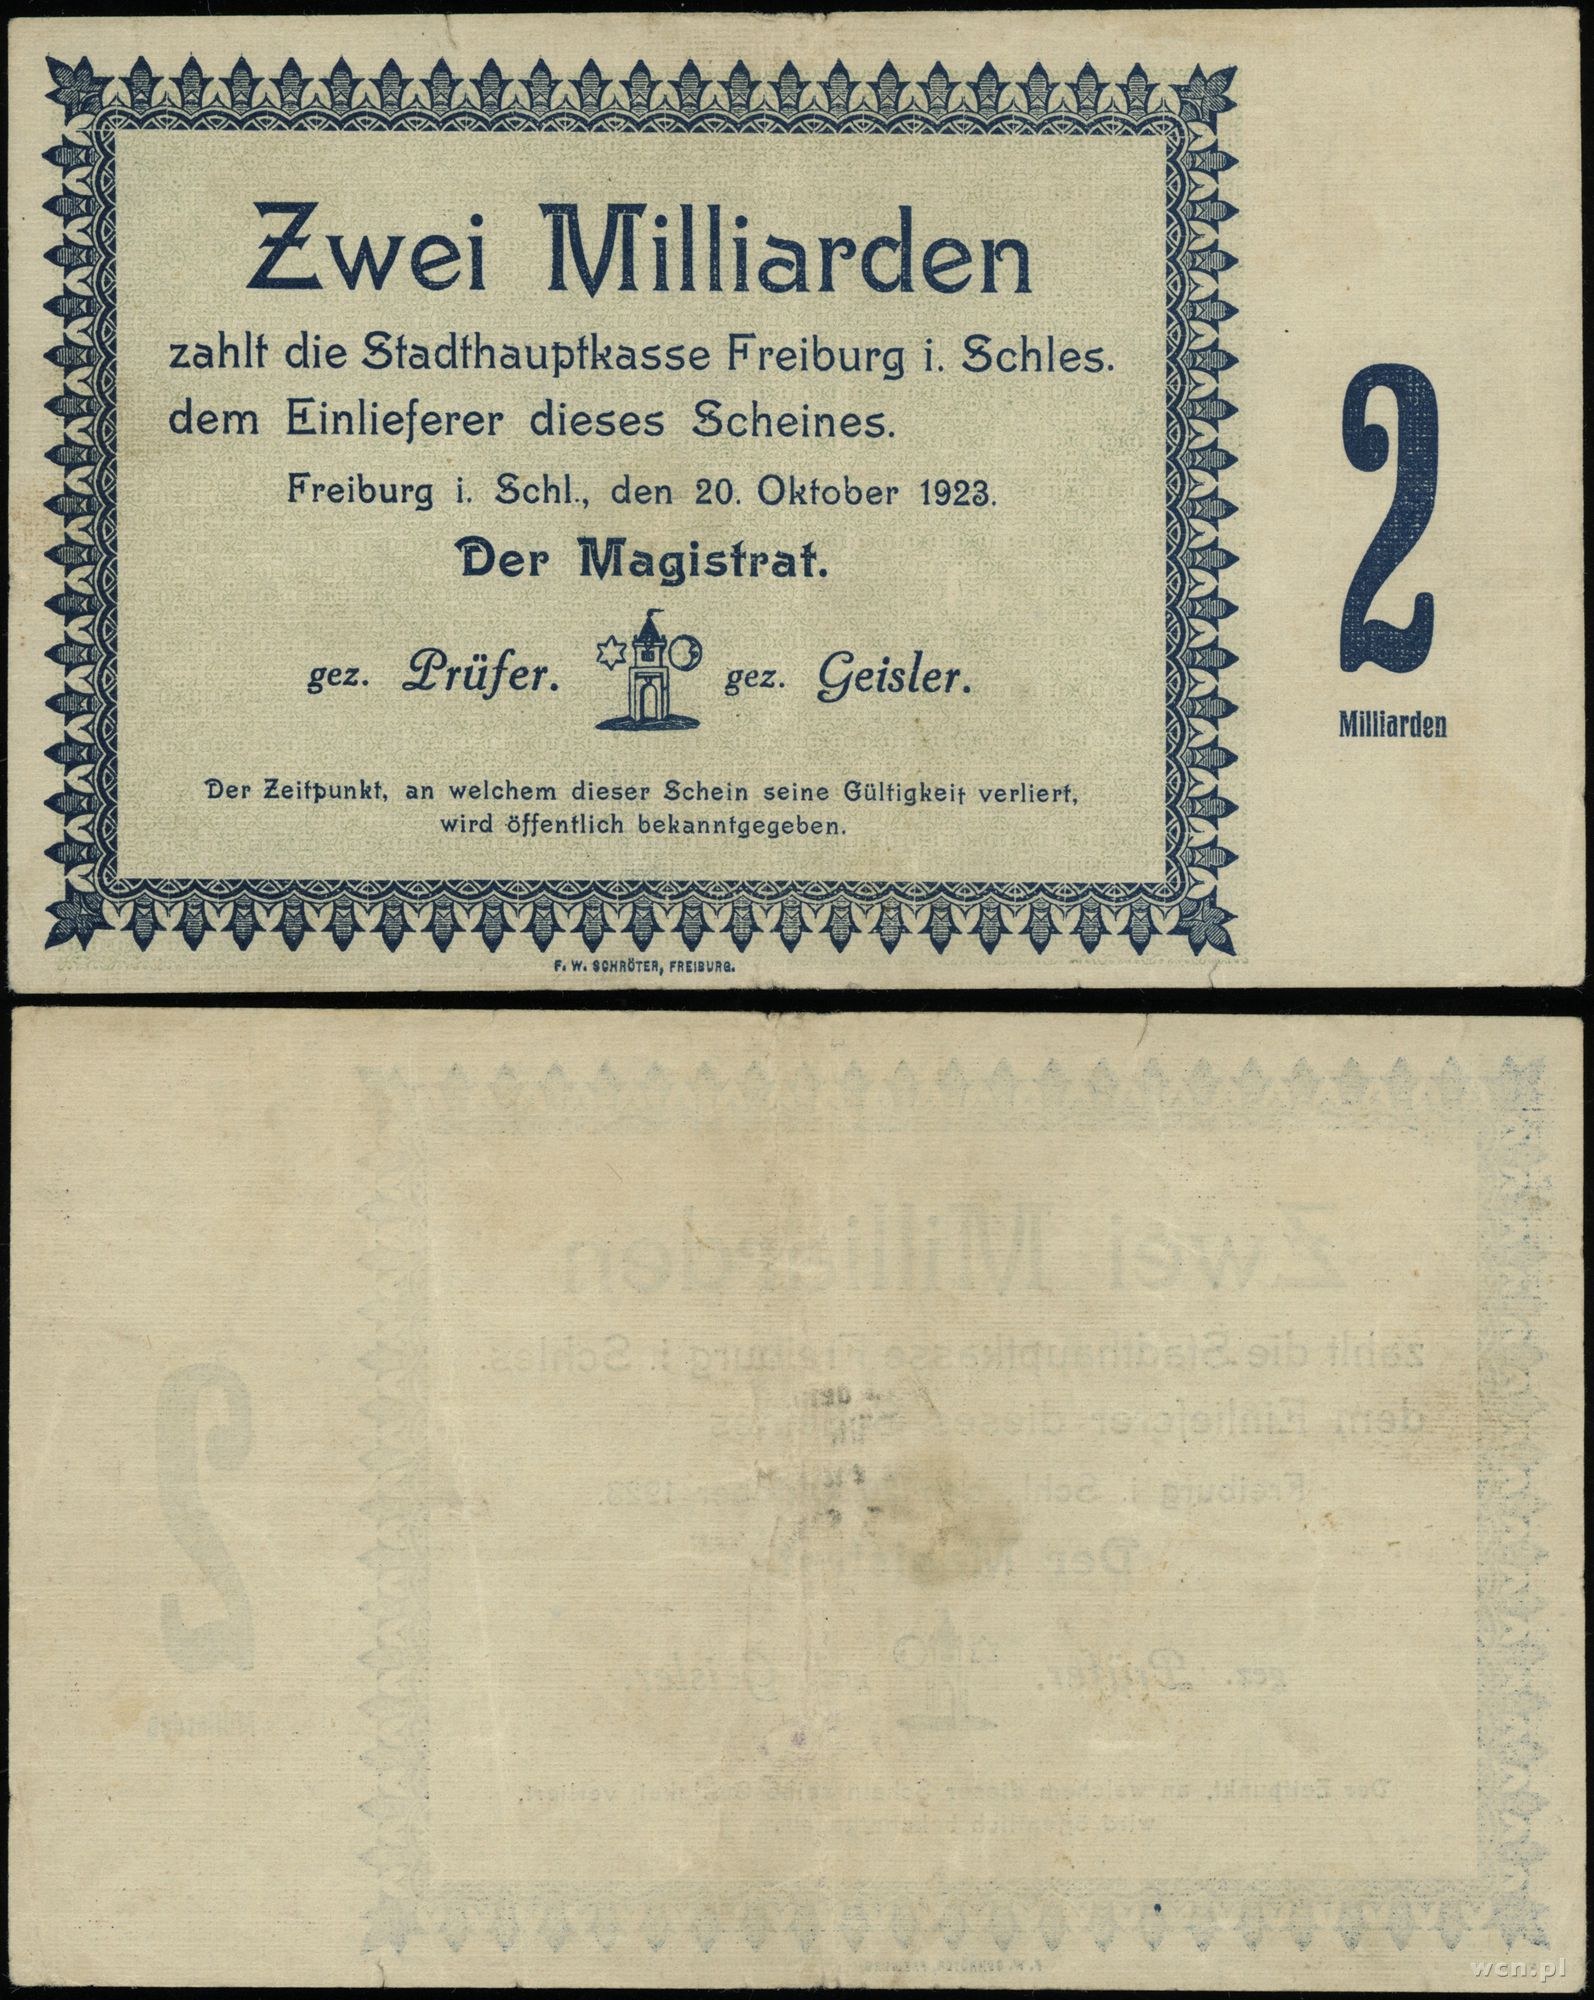 Zwei Milliarden
zahlt die Stadthauptkasse Freiburg i. Schles.
dem Einlieferer dieses Scheines.
Freiburg i. Schl., den 20. Oktober 1923.
Der Magistrat.
gez. Prüfer. gez. Geisler.
Der Zeitpunkt, an welchem dieser Schein seine Gültigkeit verliert,
wird öffentlich bekanntgegeben.
F. W. SCHRÖTER, FREIBURG.
2
Milliarden
wcn.pl